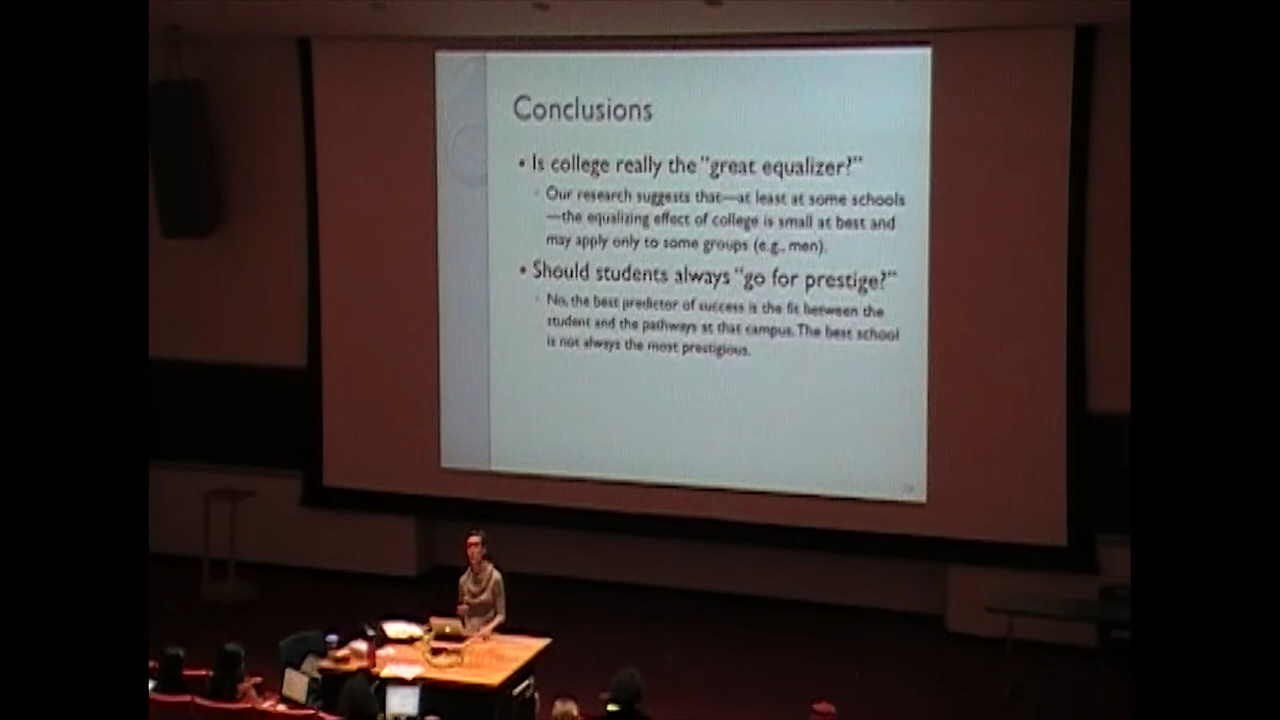 Conclusions
• Is college really the "great equalizer?"
Our research suggests that—at least at some schools
—the equalizing effect of college is small at best and
may apply only to some groups (e.g., men).
• Should students always "go for prestige?"
No, the best predictor of success is the fit between the
student and the pathways at that campus. The best school
is not always the most prestigious.